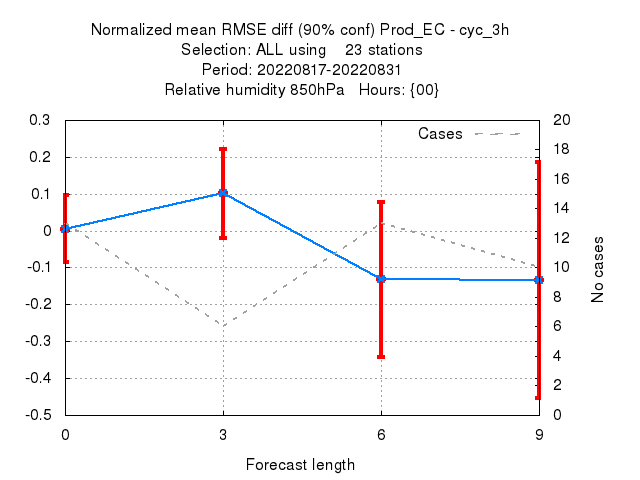 Normalized mean RMSE diff (90% conf) Prod_EC - cyc_3h
Selection: ALL using 23 stations
Period: 20220817-20220831
Relative humidity 850hPa Hours: {00}
Cases
0.3
0.2
0.1
0
-0.1
-0.2
-0.3
-0.4
-0.5
20
18
16
14
12
10
8
6
4
2
0
No cases
0 3 6 9
Forecast length